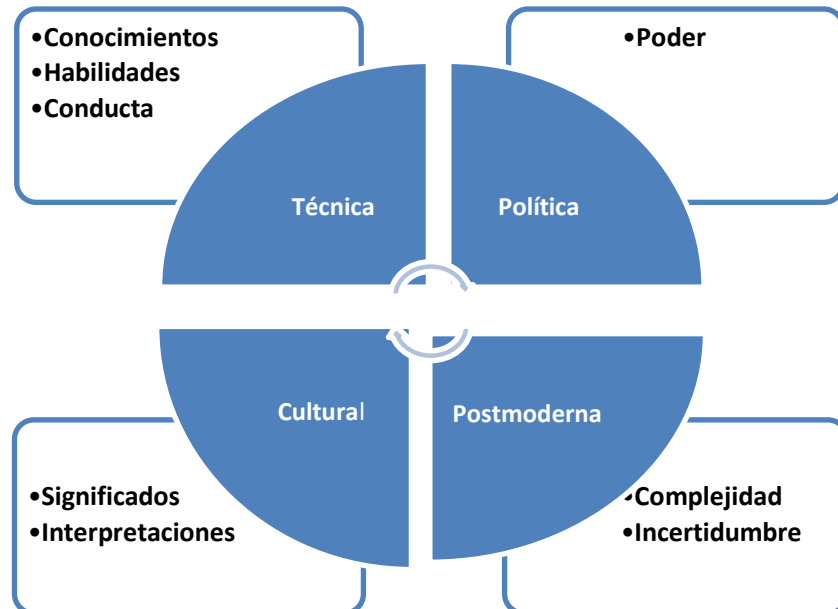 •Conocimientos
•Habilidades
•Conducta
•Poder
Técnica
Política
Cultural
Postmoderna
•Significados
•Interpretaciones
•Complejidad
•Incertidumbre